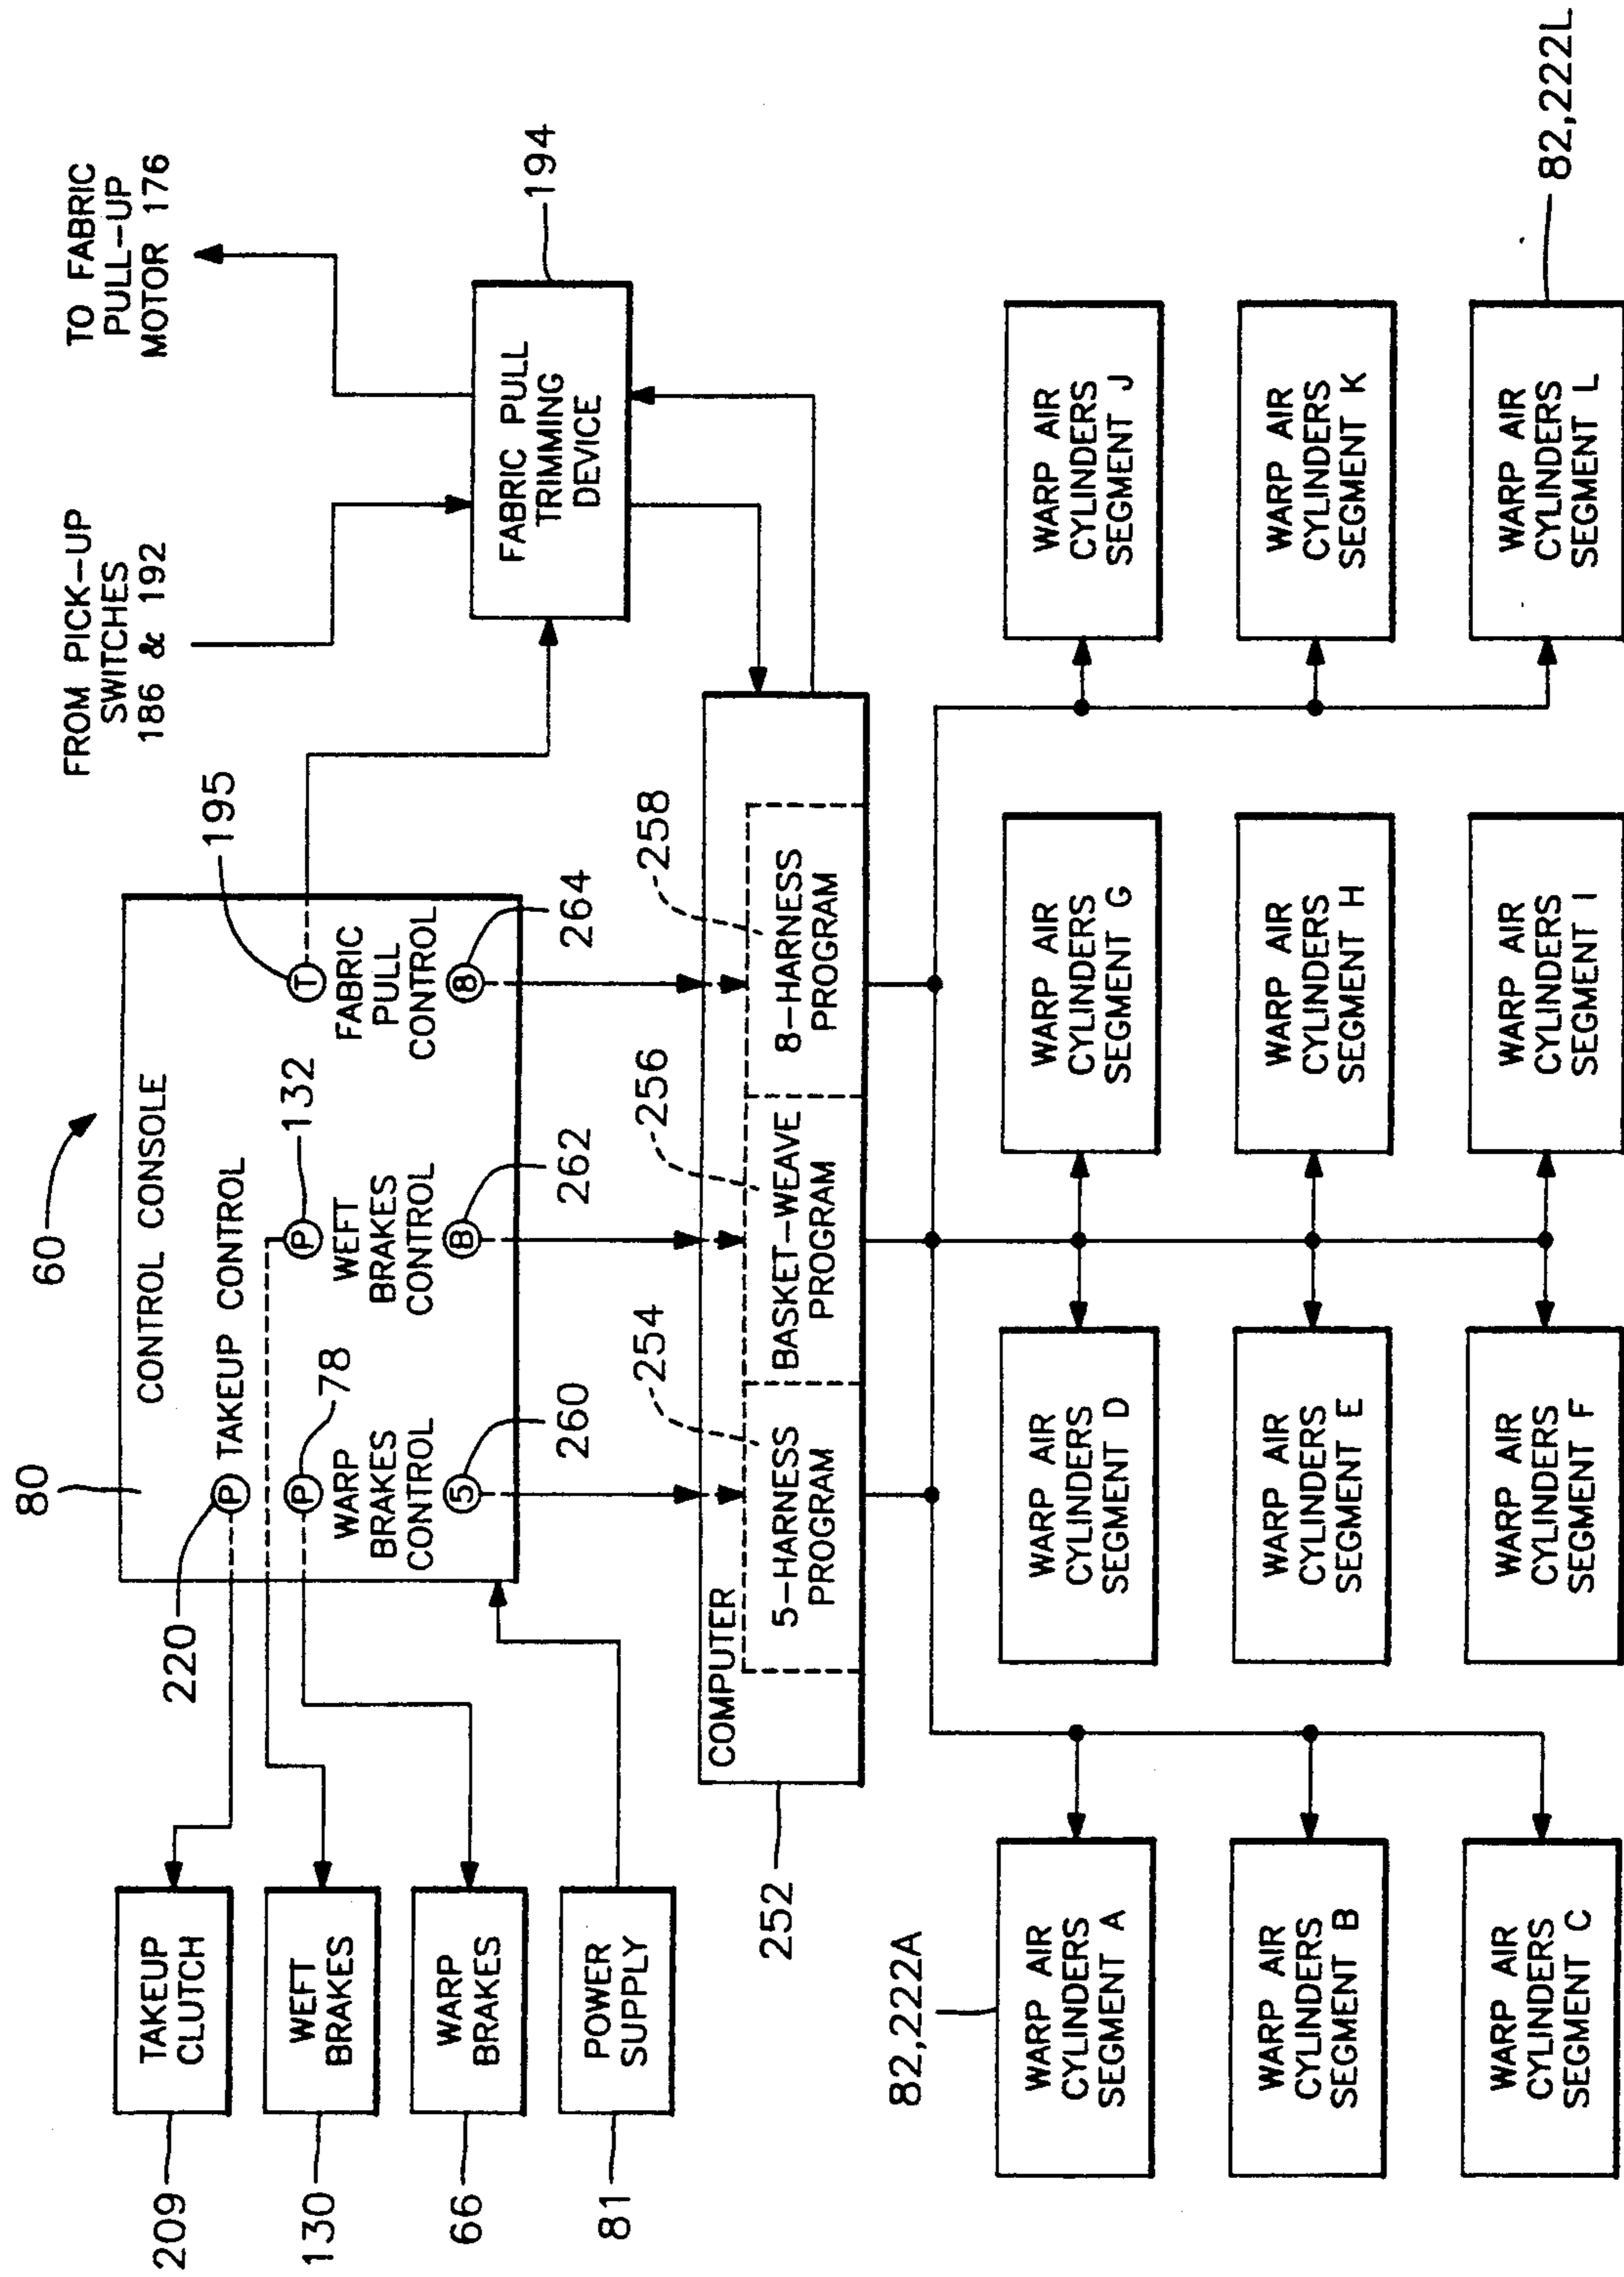 60
80
CONTROL CONSOLE
220
P
TAKEUP CONTROL
P
78
WARP
BRAKES
CONTROL
5
260
P
132
WEFT
BRAKES
CONTROL
B
262
T
195
FABRIC
PULL
CONTROL
8
264
TAKEUP
CLUTCH
209
WEFT
BRAKES
130
WARP
BRAKES
66
POWER
SUPPLY
81
FROM PICK-UP
SWITCHES
186 & 192
TO FABRIC
PULL--UP
MOTOR 176
FABRIC PULL
TRIMMING
DEVICE
194
COMPUTER
252
5-HARNESS
PROGRAM
254
BASKET-WEAVE
PROGRAM
256
8-HARNESS
PROGRAM
258
82,222A
WARP AIR
CYLINDERS
SEGMENT A
WARP AIR
CYLINDERS
SEGMENT B
WARP AIR
CYLINDERS
SEGMENT C
WARP AIR
CYLINDERS
SEGMENT D
WARP AIR
CYLINDERS
SEGMENT E
WARP AIR
CYLINDERS
SEGMENT F
WARP AIR
CYLINDERS
SEGMENT G
WARP AIR
CYLINDERS
SEGMENT H
WARP AIR
CYLINDERS
SEGMENT I
WARP AIR
CYLINDERS
SEGMENT J
WARP AIR
CYLINDERS
SEGMENT K
WARP AIR
CYLINDERS
SEGMENT L
82,222L